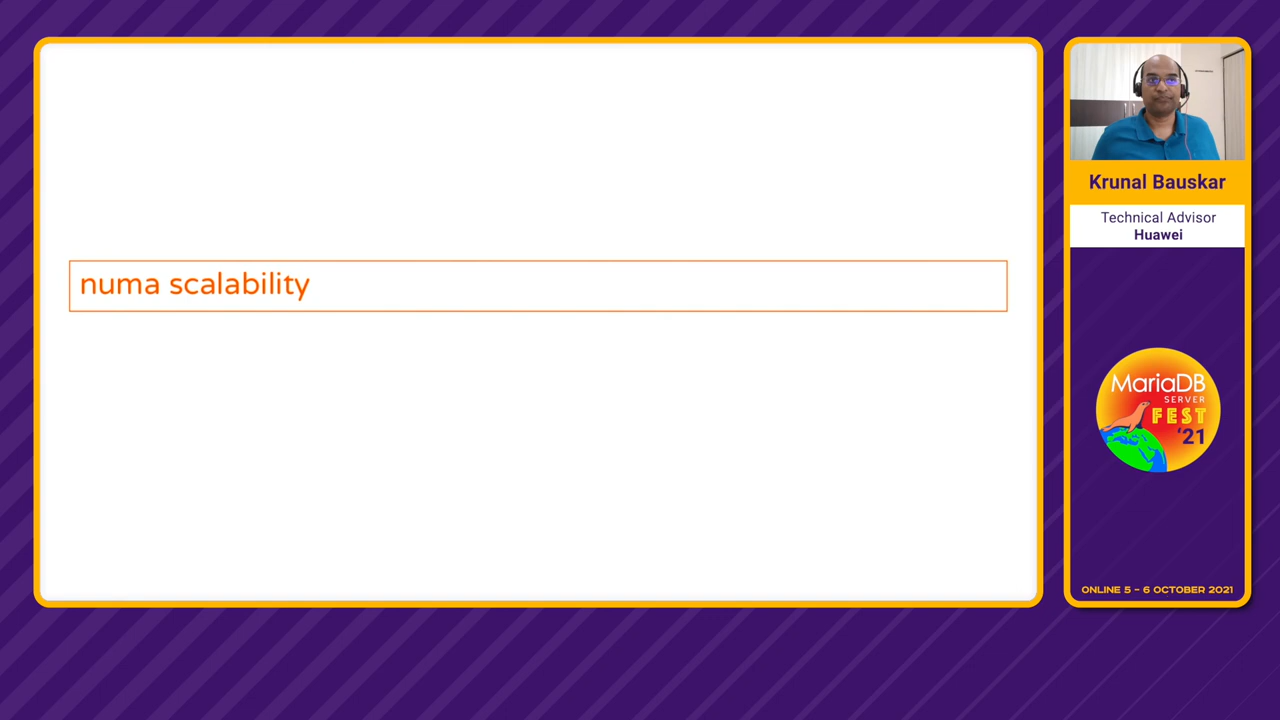 numa scalability
Krunal Bauskar
Technical Advisor
Huawei
MariaDB
SERVER
FEST
'21
ONLINE 5 – 6 OCTOBER 2021